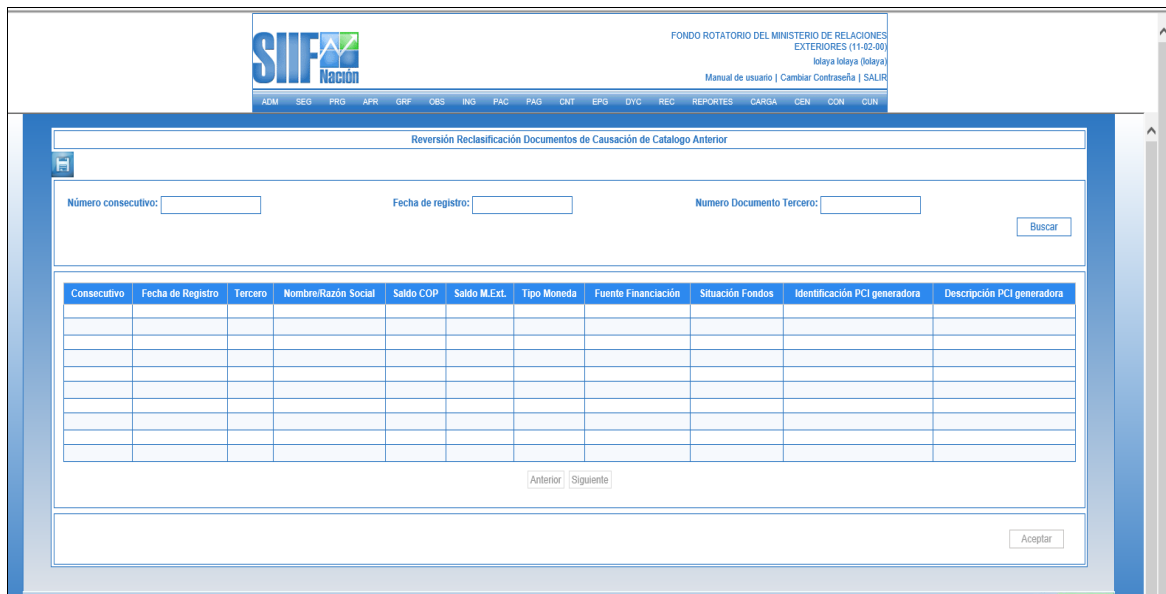 SIIF
Nación
FONDO ROTATORIO DEL MINISTERIO DE RELACIONES
EXTERIORES (11-02-00)
lolaya lolaya (lolaya)
Manual de usuario | Cambiar Contraseña | SALIR
ADM SEG PRG APR GRF OBS ING PAC PAG CNT EPG DYC REC REPORTES CARGA CEN CON CUN
Reversión Reclasificación Documentos de Causación de Catalogo Anterior
Número consecutivo: Fecha de registro: Numero Documento Tercero:
Buscar
Consecutivo Fecha de Registro Tercero Nombre/Razón Social Saldo COP Saldo M.Ext. Tipo Moneda Fuente Financiación Situación Fondos Identificación PCI generadora Descripción PCI generadora
Anterior Siguiente
Aceptar